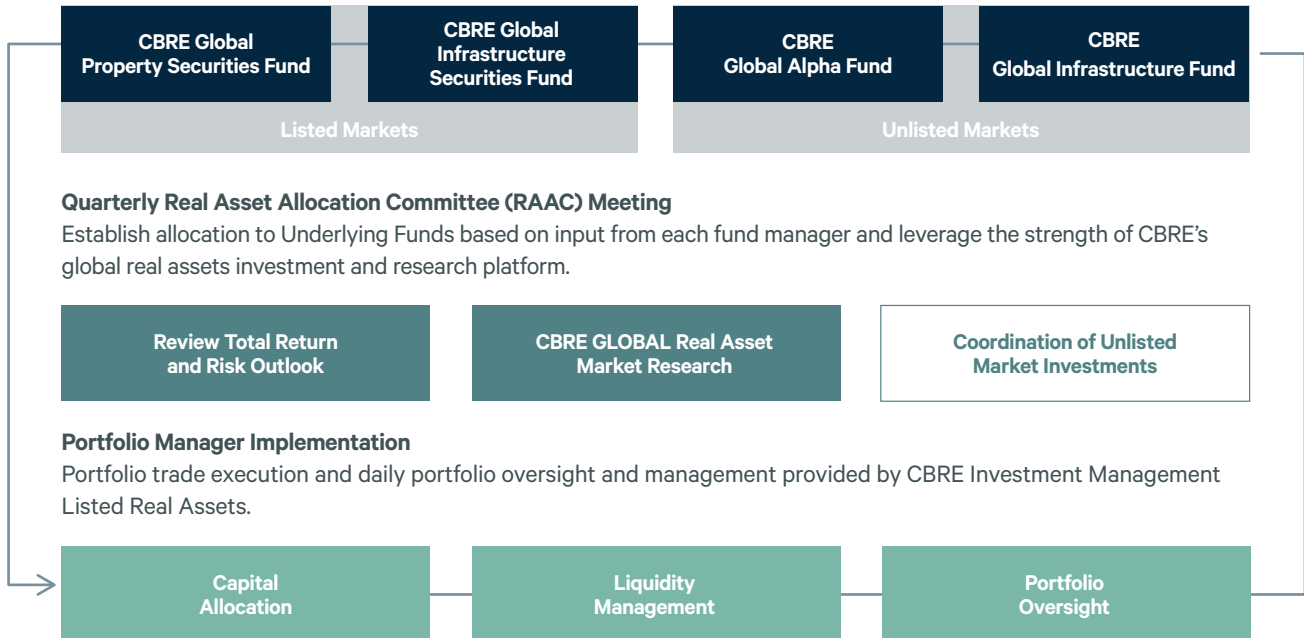 CBRE Global
Property Securities Fund
CBRE Global
Infrastructure
Securities Fund
CBRE
Global Alpha Fund
CBRE
Global Infrastructure Fund
Listed Markets
Unlisted Markets
Quarterly Real Asset Allocation Committee (RAAC) Meeting
Establish allocation to Underlying Funds based on input from each fund manager and leverage the strength of CBRE’s
global real assets investment and research platform.
Review Total Return
and Risk Outlook
CBRE GLOBAL Real Asset
Market Research
Coordination of Unlisted
Market Investments
Portfolio Manager Implementation
Portfolio trade execution and daily portfolio oversight and management provided by CBRE Investment Management
Listed Real Assets.
Capital
Allocation
Liquidity
Management
Portfolio
Oversight